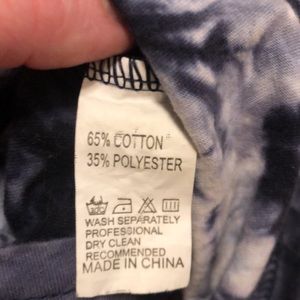 65% COTTON
35% POLYESTER
WASH SEPARATELY
PROFESSIONAL
DRY CLEAN
RECOMMENDED
MADE IN CHINA